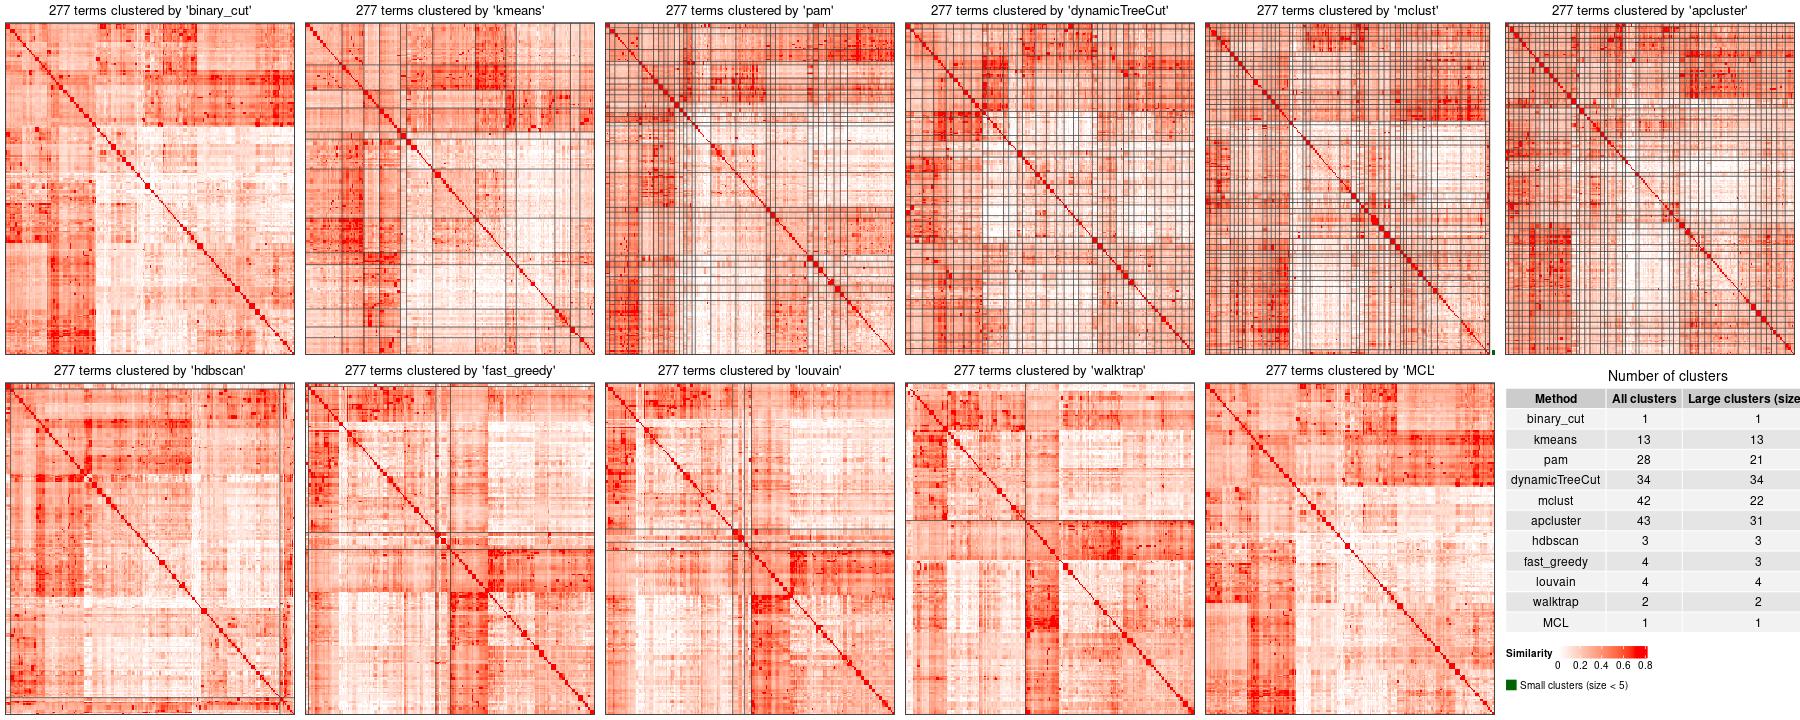 277 terms clustered by 'binary_cut'
277 terms clustered by 'kmeans'
277 terms clustered by 'pam'
277 terms clustered by 'dynamicTreeCut'
277 terms clustered by 'mclust'
277 terms clustered by 'apcluster'
277 terms clustered by 'hdbscan'
277 terms clustered by 'fast_greedy'
277 terms clustered by 'louvain'
277 terms clustered by 'walktrap'
277 terms clustered by 'MCL'
Number of clusters
Method All clusters Large clusters (size
binary_cut 1 1
kmeans 13 13
pam 28 21
dynamicTreeCut 34 34
mclust 42 22
apcluster 43 31
hdbscan 3 3
fast_greedy 4 3
louvain 4 4
walktrap 2 2
MCL 1 1
Similarity
0 0.2 0.4 0.6 0.8
Small clusters (size < 5)